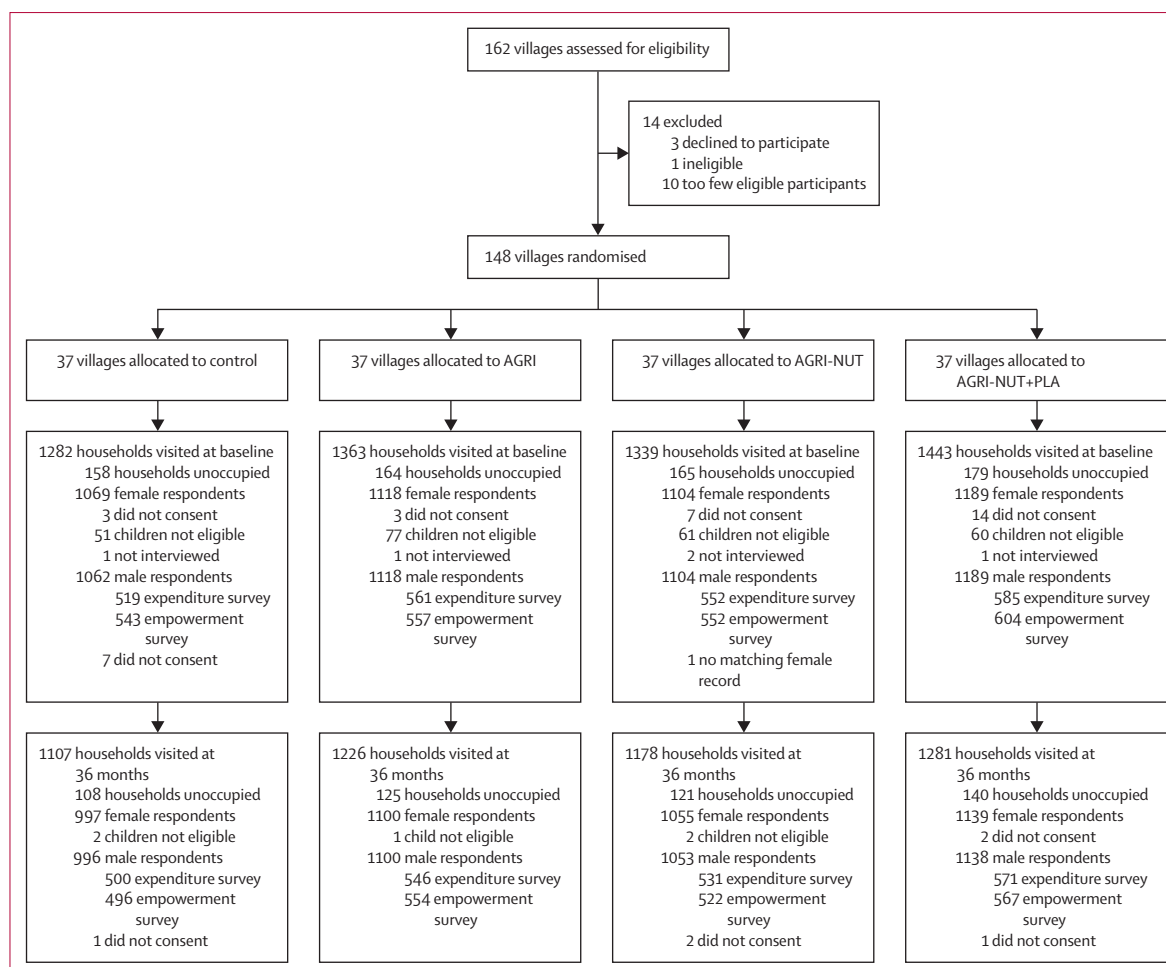 162 villages assessed for eligibility
14 excluded
3 declined to participate
1 ineligible
10 too few eligible participants
148 villages randomised
37 villages allocated to control
37 villages allocated to AGRI
37 villages allocated to AGRI-NUT
37 villages allocated to
AGRI-NUT+PLA
1282 households visited at baseline
158 households unoccupied
1069 female respondents
3 did not consent
51 children not eligible
1 not interviewed
1062 male respondents
519 expenditure survey
543 empowerment
survey
7 did not consent
1363 households visited at baseline
164 households unoccupied
1118 female respondents
3 did not consent
77 children not eligible
1 not interviewed
1118 male respondents
561 expenditure survey
557 empowerment
survey
1339 households visited at baseline
165 households unoccupied
1104 female respondents
7 did not consent
61 children not eligible
2 not interviewed
1104 male respondents
552 expenditure survey
552 empowerment
survey
1 no matching female
record
1443 households visited at baseline
179 households unoccupied
1189 female respondents
14 did not consent
60 children not eligible
1 not interviewed
1189 male respondents
585 expenditure survey
604 empowerment
survey
1107 households visited at
36 months
108 households unoccupied
997 female respondents
2 children not eligible
996 male respondents
500 expenditure survey
496 empowerment
survey
1 did not consent
1226 households visited at
36 months
125 households unoccupied
1100 female respondents
1 child not eligible
1100 male respondents
546 expenditure survey
554 empowerment
survey
1178 households visited at
36 months
121 households unoccupied
1055 female respondents
2 children not eligible
1053 male respondents
531 expenditure survey
522 empowerment
survey
2 did not consent
1281 households visited at
36 months
140 households unoccupied
1139 female respondents
2 did not consent
1138 male respondents
571 expenditure survey
567 empowerment
survey
1 did not consent